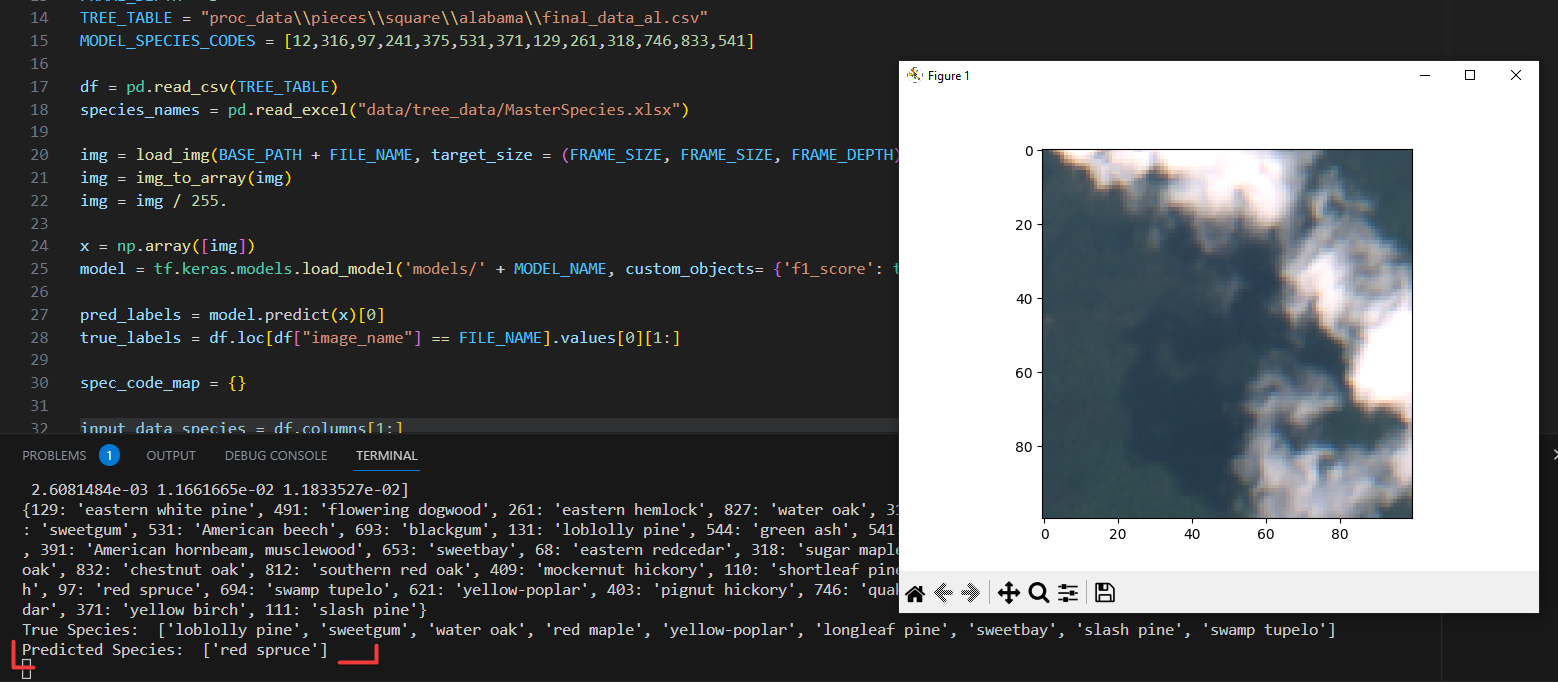 14 TREE_TABLE = "proc_data\\pieces\\square\\alabama\\final_data_al.csv"
15 MODEL_SPECIES_CODES = [12,316,97,241,375,531,371,129,261,318,746,833,541]
16
17 df = pd.read_csv(TREE_TABLE)
18 species_names = pd.read_excel("data/tree_data/MasterSpecies.xlsx")
19
20 img = load_img(BASE_PATH + FILE_NAME, target_size = (FRAME_SIZE, FRAME_SIZE, FRAME_DEPTH)
21 img = img_to_array(img)
22 img = img / 255.
23
24 x = np.array([img])
25 model = tf.keras.models.load_model('models/' + MODEL_NAME, custom_objects= {'f1_score': t
26
27 pred_labels = model.predict(x)[0]
28 true_labels = df.loc[df["image_name"] == FILE_NAME].values[0][1:]
29
30 spec_code_map = {}
31
32 input_data_species = df.columns[1:]
Figure 1
0
20
40
60
80
0 20 40 60 80
PROBLEMS 1 OUTPUT DEBUG CONSOLE TERMINAL
2.6081484e-03 1.1661665e-02 1.1833527e-02]
{129: 'eastern white pine', 491: 'flowering dogwood', 261: 'eastern hemlock', 827: 'water oak', 31
: 'sweetgum', 531: 'American beech', 693: 'blackgum', 131: 'loblolly pine', 544: 'green ash', 541
, 391: 'American hornbeam, musclewood', 653: 'sweetbay', 68: 'eastern redcedar', 318: 'sugar maple
oak', 832: 'chestnut oak', 812: 'southern red oak', 409: 'mockernut hickory', 110: 'shortleaf pine
h', 97: 'red spruce', 694: 'swamp tupelo', 621: 'yellow-poplar', 403: 'pignut hickory', 746: 'qua
dar', 371: 'yellow birch', 111: 'slash pine'}
True Species:  ['loblolly pine', 'sweetgum', 'water oak', 'red maple', 'yellow-poplar', 'longleaf pine', 'sweetbay', 'slash pine', 'swamp tupelo']
Predicted Species:  ['red spruce']